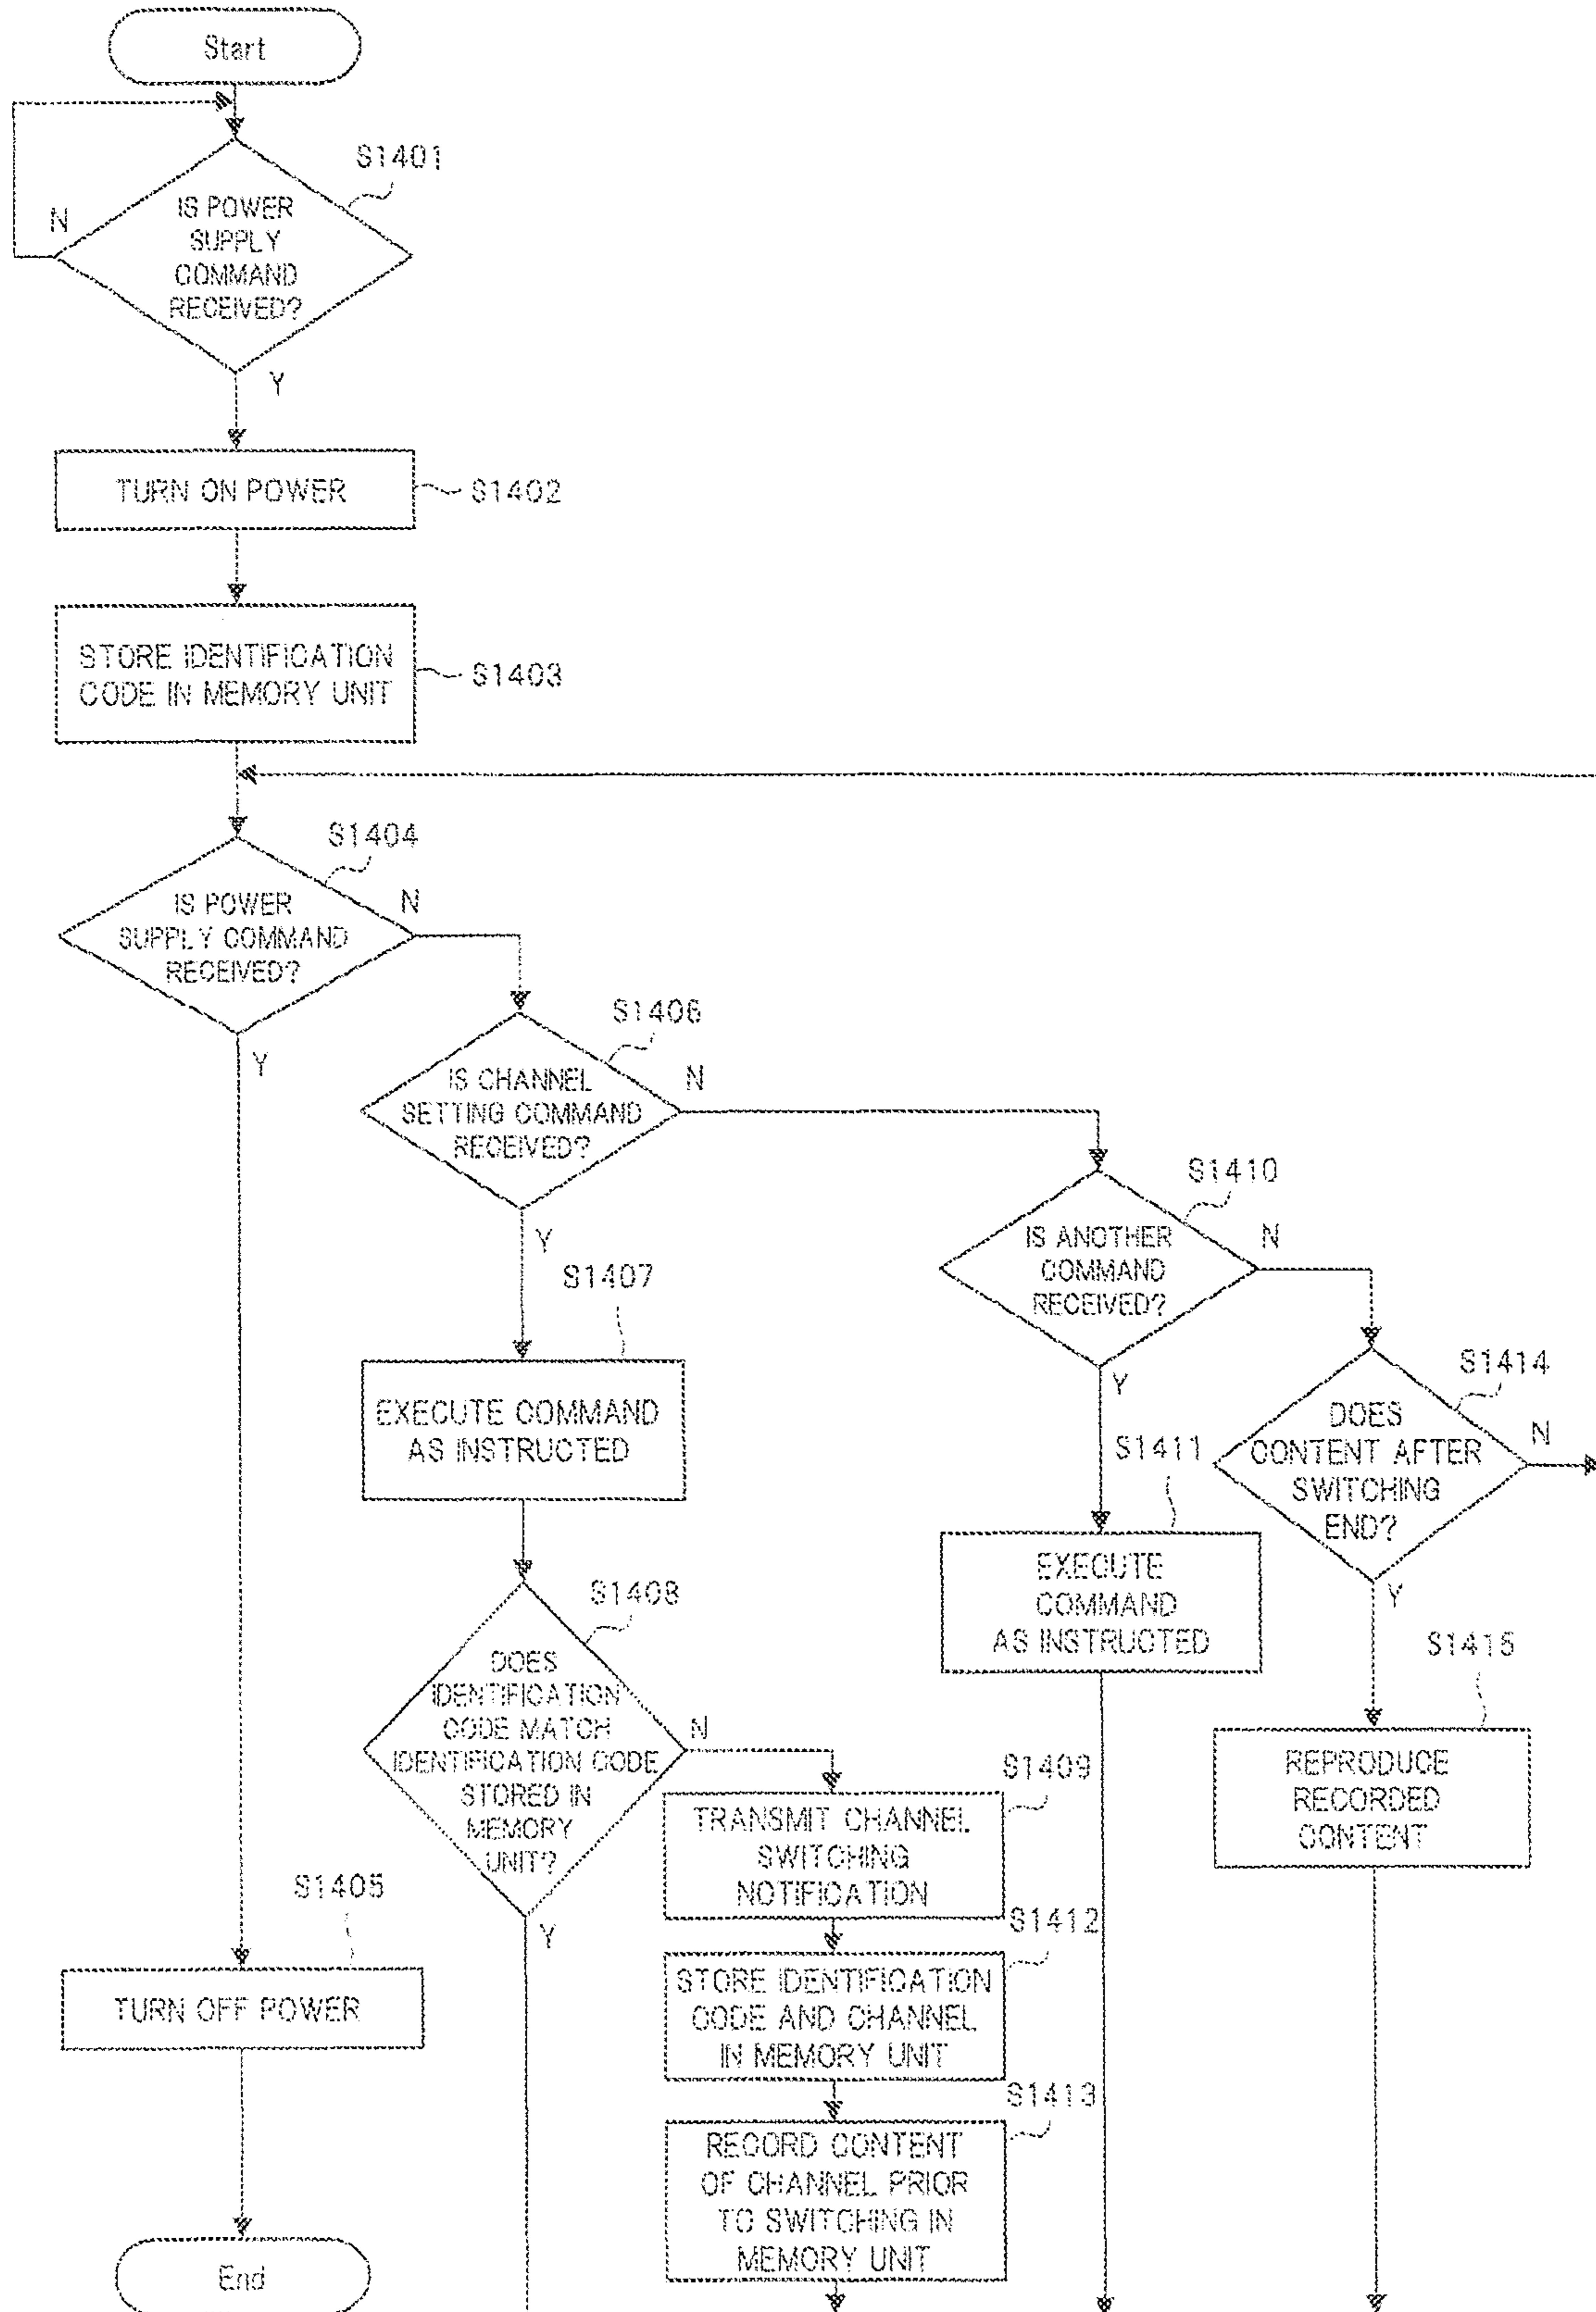 Start
S1401
N
IS POWER
SUPPLY
COMMAND
RECEIVED?
Y
TURN ON POWER
S1402
STORE IDENTIFICATION
CODE IN MEMORY UNIT
S1403
S1404
IS POWER
SUPPLY COMMAND
RECEIVED?
N
Y
S1406
IS CHANNEL
SETTING COMMAND
RECEIVED?
N
Y
S1407
EXECUTE COMMAND
AS INSTRUCTED
S1408
DOES
IDENTIFICATION
CODE MATCH
IDENTIFICATION CODE
STORED IN
MEMORY
UNIT?
N
Y
S1409
TRANSMIT CHANNEL
SWITCHING
NOTIFICATION
S1412
STORE IDENTIFICATION
CODE AND CHANNEL
IN MEMORY UNIT
S1413
RECORD CONTENT
OF CHANNEL PRIOR
TO SWITCHING IN
MEMORY UNIT
S1410
IS ANOTHER
COMMAND
RECEIVED?
N
Y
S1411
EXECUTE
COMMAND
AS INSTRUCTED
S1414
DOES
CONTENT AFTER
SWITCHING
END?
N
Y
S1415
REPRODUCE
RECORDED
CONTENT
S1405
TURN OFF POWER
End